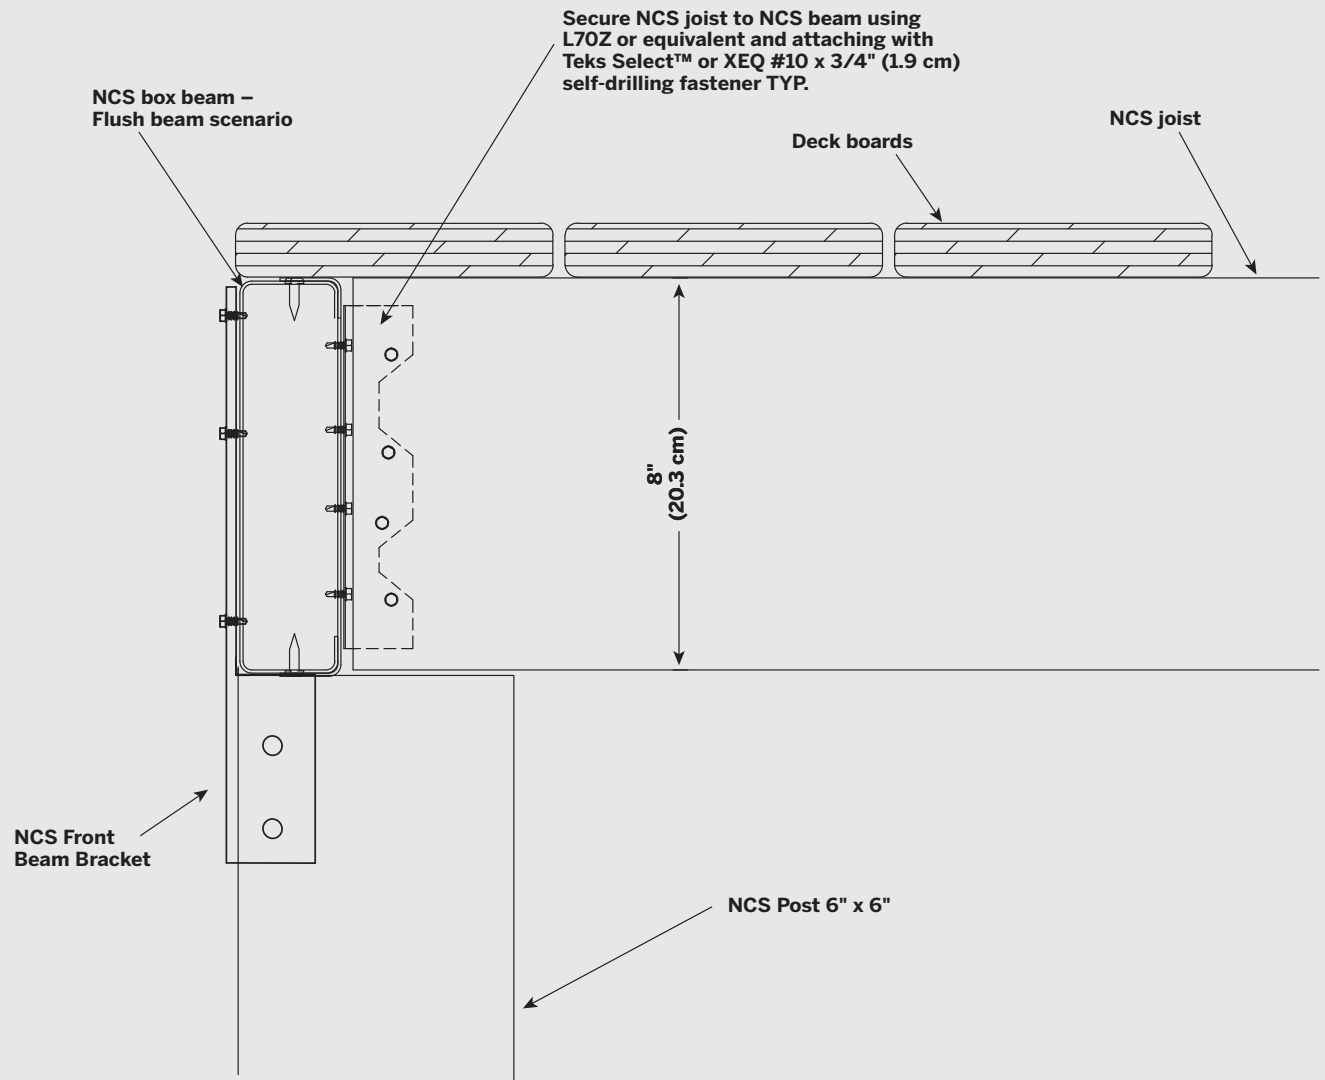 Secure NCS joist to NCS beam using
L70Z or equivalent and attaching with
Teks Select™ or XEQ #10 x 3/4" (1.9 cm)
self-drilling fastener TYP.
NCS box beam –
Flush beam scenario
Deck boards
NCS joist
8"
(20.3 cm)
NCS Front
Beam Bracket
NCS Post 6" x 6"